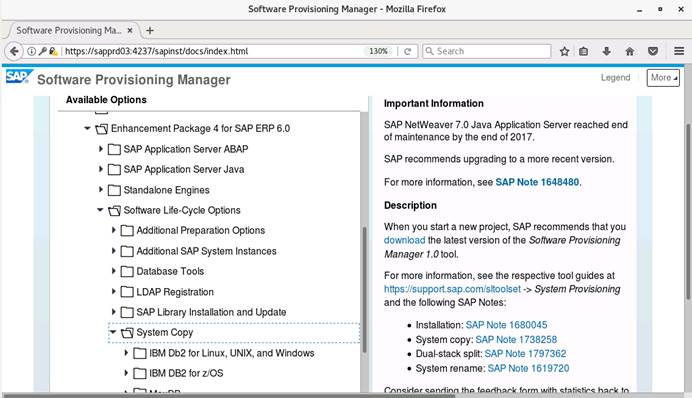 Software Provisioning Manager - Mozilla Firefox
Software Provisioning Ma...
https://sapprd03:4237/sapinst/docs/index.html
130%
Search
SAP Software Provisioning Manager
Legend
More
Available Options
Enhancement Package 4 for SAP ERP 6.0
SAP Application Server ABAP
SAP Application Server Java
Standalone Engines
Software Life-Cycle Options
Additional Preparation Options
Additional SAP System Instances
Database Tools
LDAP Registration
SAP Library Installation and Update
System Copy
IBM Db2 for Linux, UNIX, and Windows
IBM DB2 for z/OS
MaxDB
Important Information
SAP NetWeaver 7.0 Java Application Server reached end
of maintenance by the end of 2017.
SAP recommends upgrading to a more recent version.
For more information, see SAP Note 1648480.
Description
When you start a new project, SAP recommends that you
download the latest version of the Software Provisioning
Manager 1.0 tool.
For more information, see the respective tool guides at
https://support.sap.com/sltoolset -> System Provisioning
and the following SAP Notes:
• Installation: SAP Note 1680045
• System copy: SAP Note 1738258
• Dual-stack split: SAP Note 1797362
• System rename: SAP Note 1619720
Consider sending the feedback form with statistics back to